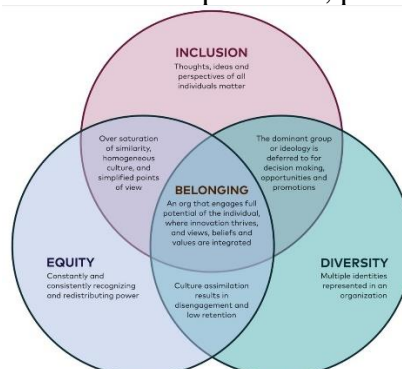 INCLUSION
Thoughts, ideas and
perspectives of all
individuals matter
Over saturation
of similarity,
homogeneous
culture, and
simplified points
of view
The dominant group
or ideology is
deferred to for
decision making,
opportunities and
promotions
BELONGING
An org that engages full
potential of the individual,
where innovation thrives,
and views, beliefs and
values are integrated
EQUITY
Constantly and
consistently recognizing
and redistributing power
DIVERSITY
Multiple identities
represented in an
organization
Culture assimilation
results in
disengagement and
low retention